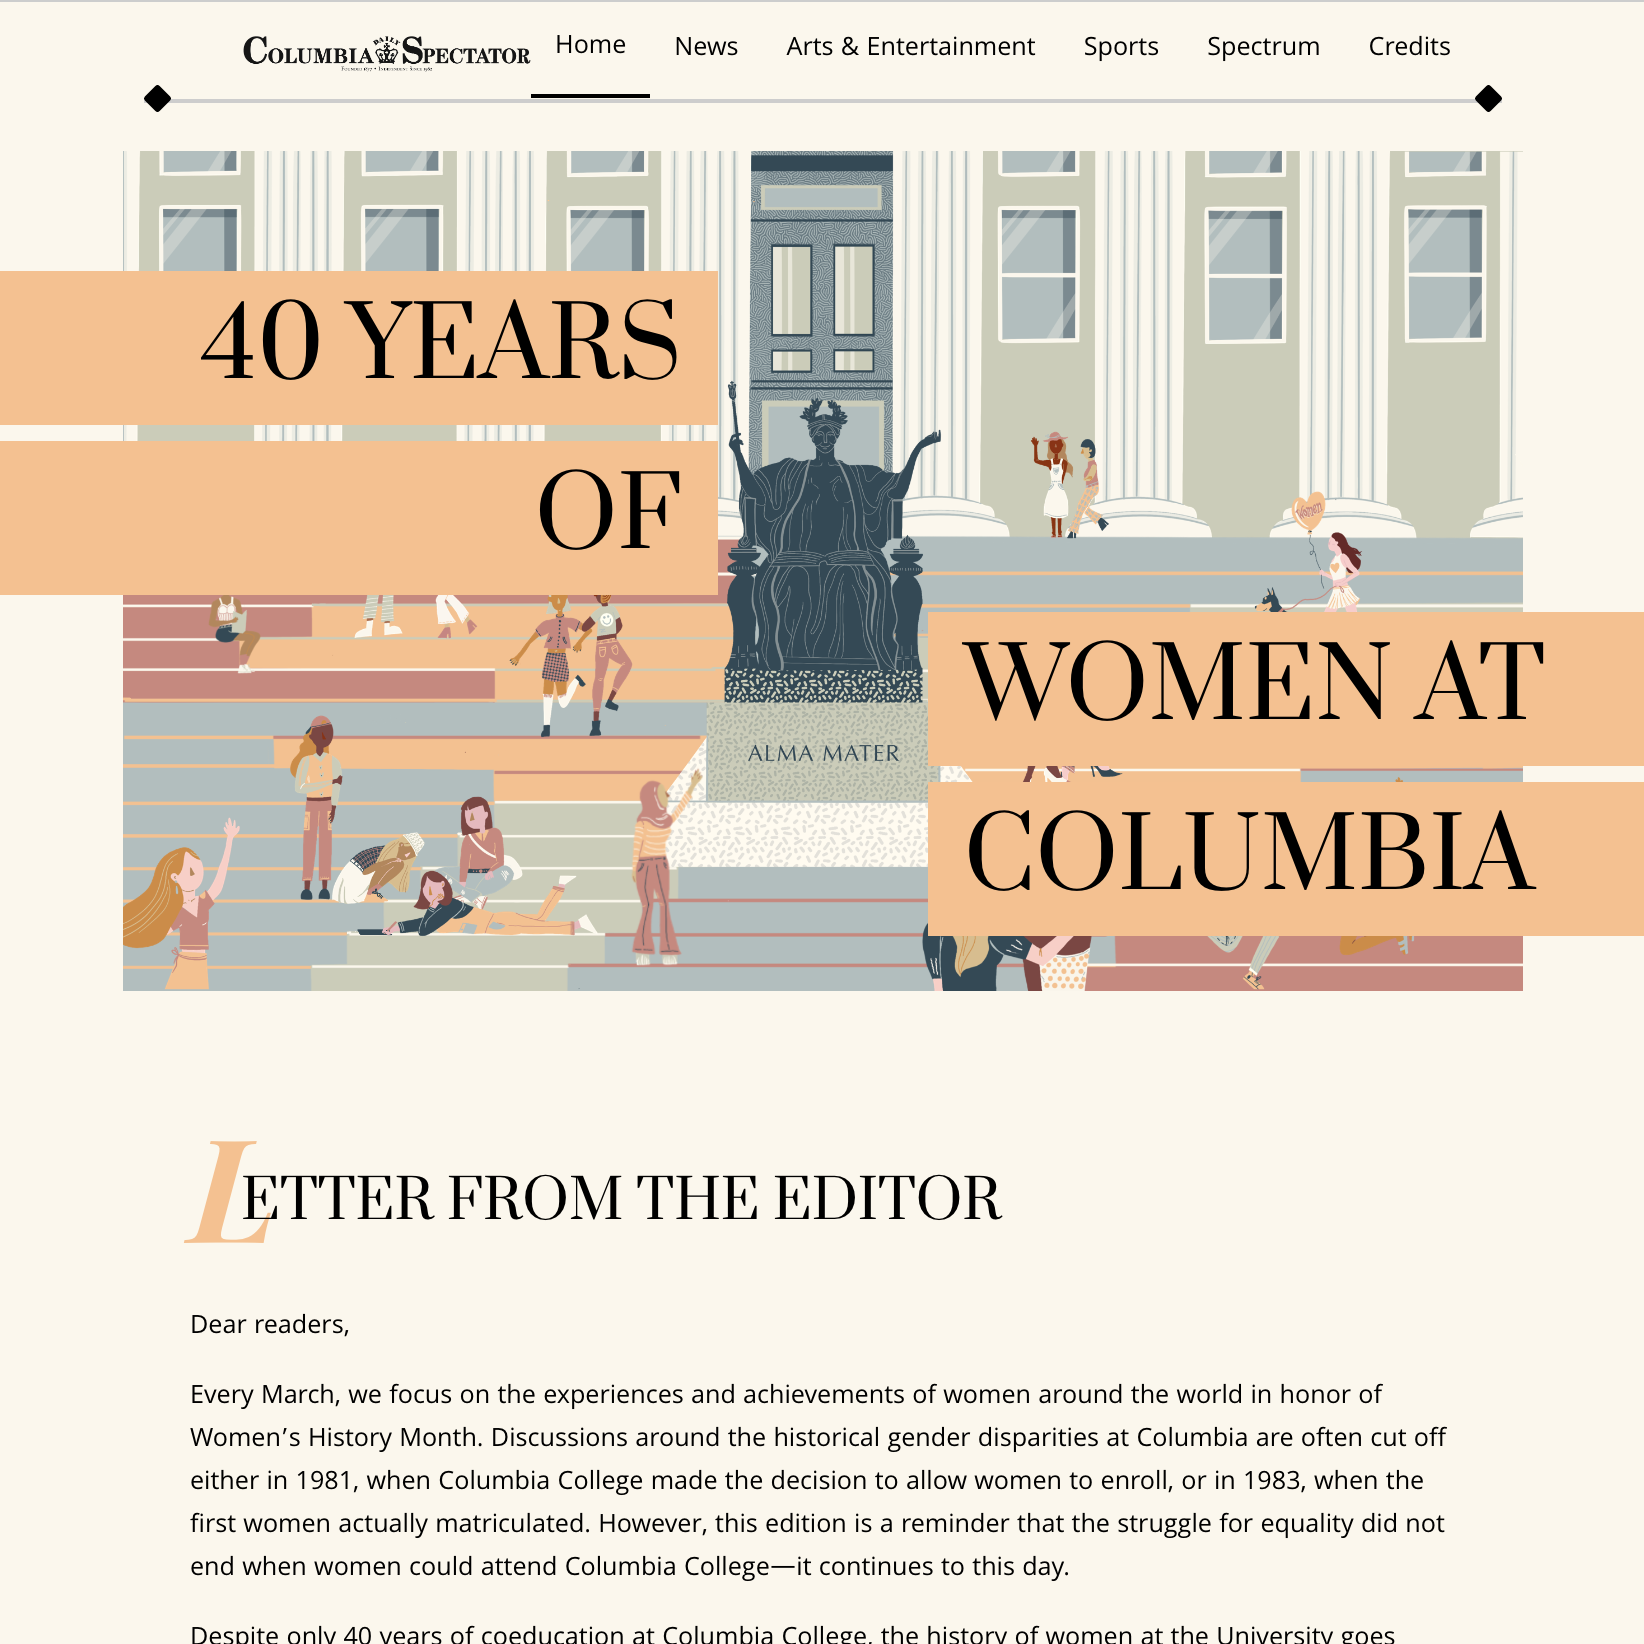 COLUMBIA DAILY SPECTATOR
FOUNDED 1877 • INDEPENDENT SINCE 1962
Home
News
Arts & Entertainment
Sports
Spectrum
Credits
40 YEARS
OF
Women
WOMEN AT
ALMA MATER
COLUMBIA
LETTER FROM THE EDITOR
Dear readers,
Every March, we focus on the experiences and achievements of women around the world in honor of
Women’s History Month. Discussions around the historical gender disparities at Columbia are often cut off
either in 1981, when Columbia College made the decision to allow women to enroll, or in 1983, when the
first women actually matriculated. However, this edition is a reminder that the struggle for equality did not
end when women could attend Columbia College—it continues to this day.
Despite only 40 years of coeducation at Columbia College, the history of women at the University goes